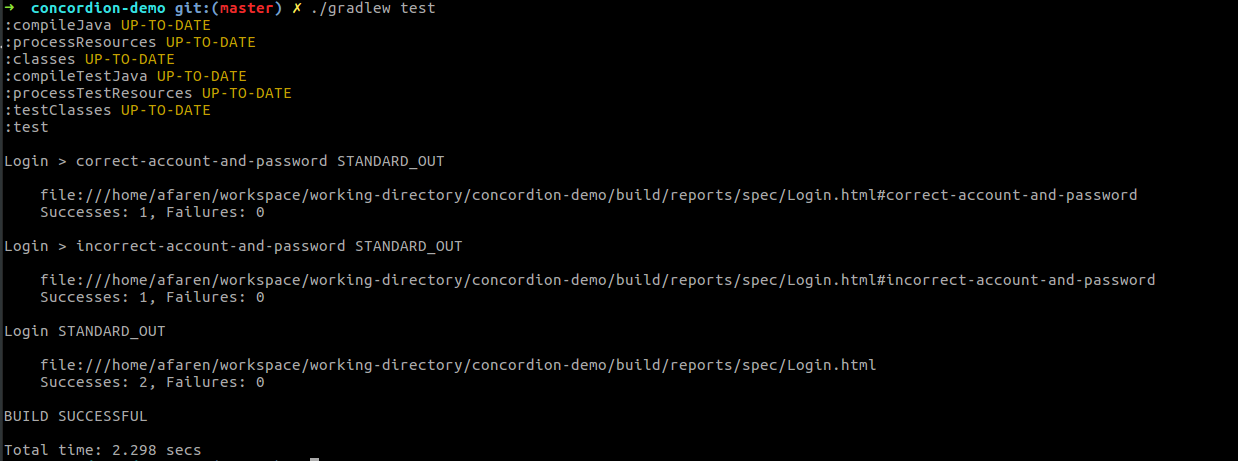 ➜ concordion-demo git:(master) ✗ ./gradlew test
:compileJava UP-TO-DATE
:processResources UP-TO-DATE
:classes UP-TO-DATE
:compileTestJava UP-TO-DATE
:processTestResources UP-TO-DATE
:testClasses UP-TO-DATE
:test
Login > correct-account-and-password STANDARD_OUT
file:///home/afaren/workspace/working-directory/concordion-demo/build/reports/spec/Login.html#correct-account-and-password
Successes: 1, Failures: 0
Login > incorrect-account-and-password STANDARD_OUT
file:///home/afaren/workspace/working-directory/concordion-demo/build/reports/spec/Login.html#incorrect-account-and-password
Successes: 1, Failures: 0
Login STANDARD_OUT
file:///home/afaren/workspace/working-directory/concordion-demo/build/reports/spec/Login.html
Successes: 2, Failures: 0
BUILD SUCCESSFUL
Total time: 2.298 secs